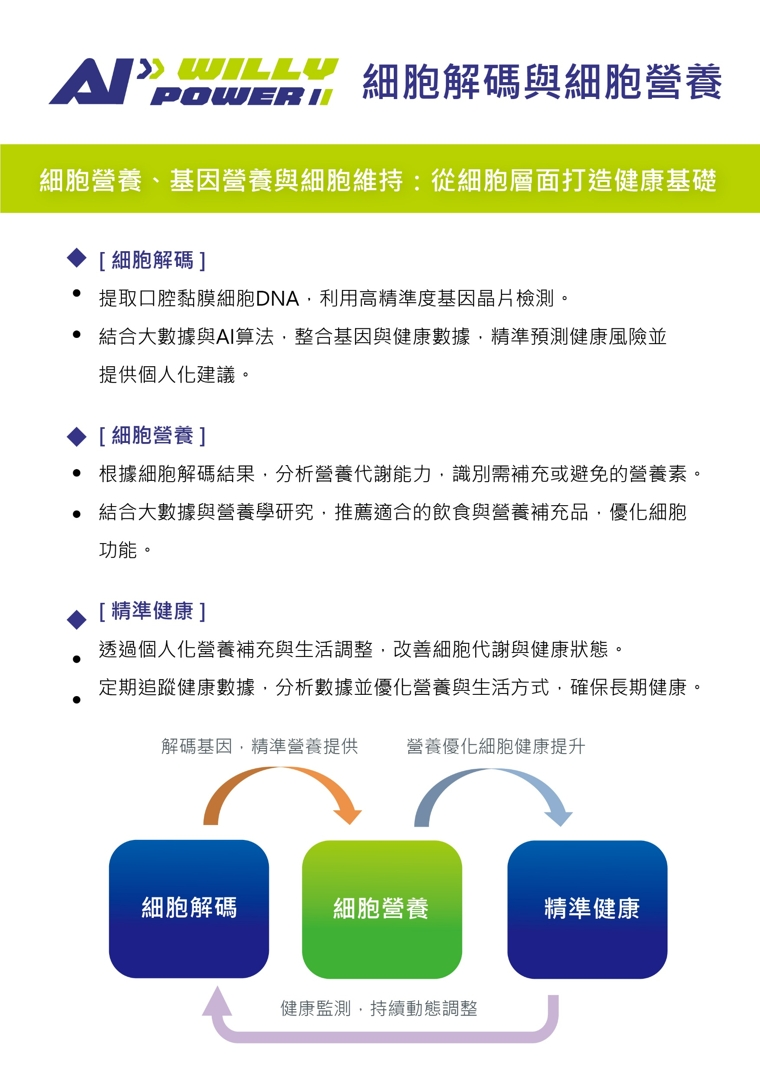 AI WILLY POWER II
細胞解碼與細胞營養
細胞營養、基因營養與細胞維持：從細胞層面打造健康基礎
[ 細胞解碼 ]
提取口腔黏膜細胞DNA，利用高精準度基因晶片檢測。
結合大數據與AI算法，整合基因與健康數據，精準預測健康風險並
提供個人化建議。
[ 細胞營養 ]
根據細胞解碼結果，分析營養代謝能力，識別需補充或避免的營養素。
結合大數據與營養學研究，推薦適合的飲食與營養補充品，優化細胞
功能。
[ 精準健康 ]
透過個人化營養補充與生活調整，改善細胞代謝與健康狀態。
定期追蹤健康數據，分析數據並優化營養與生活方式，確保長期健康。
解碼基因，精準營養提供
營養優化細胞健康提升
細胞解碼
細胞營養
精準健康
健康監測，持續動態調整